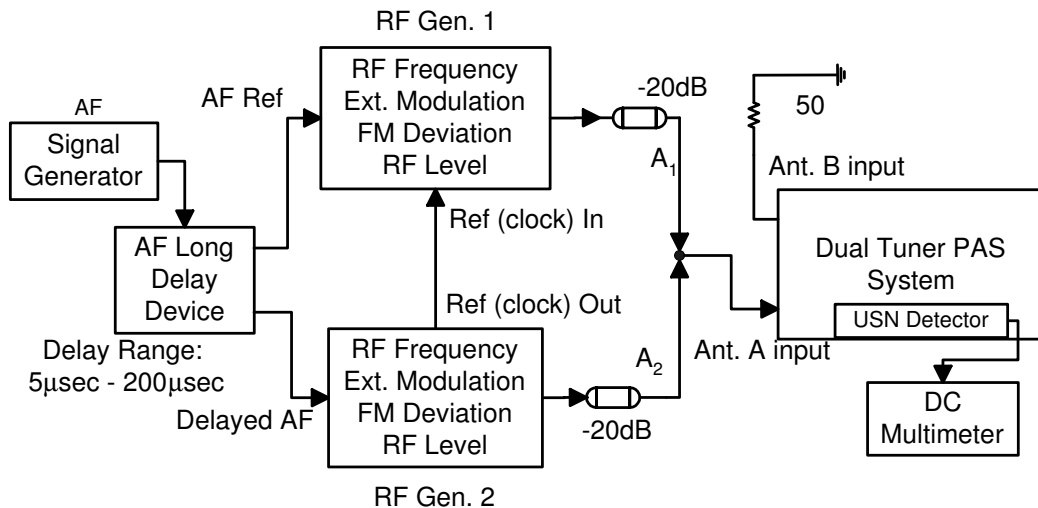 RF Gen. 1
RF Frequency
Ext. Modulation
FM Deviation
RF Level
-20dB
50
AF
Signal
Generator
AF Ref
A1
Ant. B input
Ref (clock) In
AF Long
Delay
Device
Dual Tuner PAS
System
USN Detector
Ref (clock) Out
Delay Range:
5μsec - 200μsec
Delayed AF
RF Frequency
Ext. Modulation
FM Deviation
RF Level
A2
Ant. A input
-20dB
DC
Multimeter
RF Gen. 2